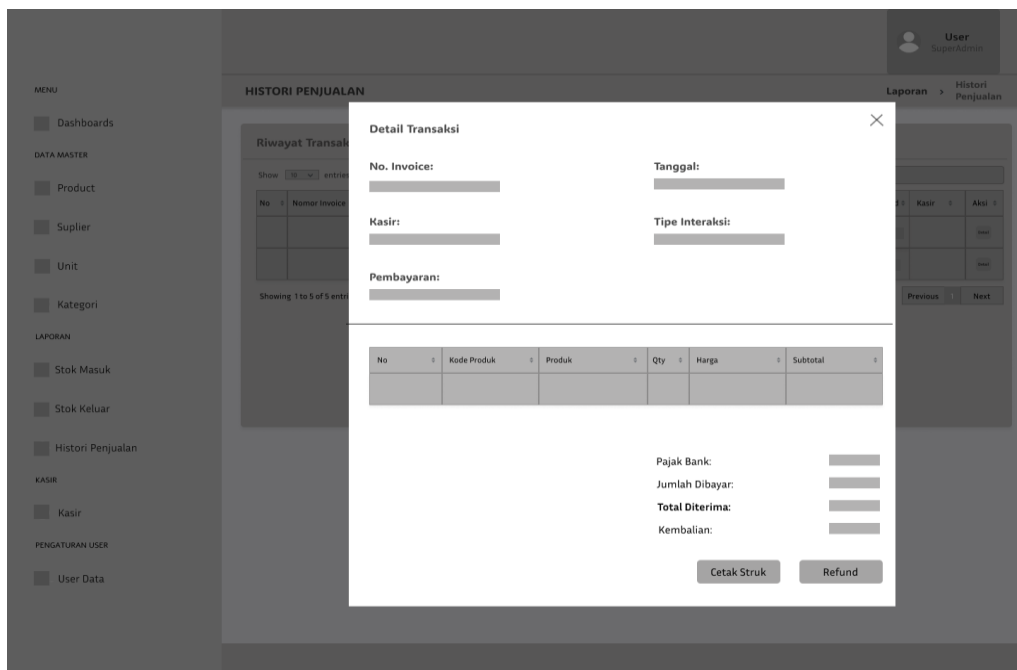 User
SuperAdmin
MENU
HISTORI PENJUALAN
Laporan > Histori
Penjualan
Dashboards
DATA MASTER
Product
Suplier
Unit
Kategori
LAPORAN
Stok Masuk
Stok Keluar
Histori Penjualan
KASIR
Kasir
PENGATURAN USER
User Data
Riwayat Transak
Show 10 entries
No Nomor Invoice
Kasir Aksi
Showing 1 to 5 of 5 entri
Previous 1 Next
Detail Transaksi
No. Invoice:
Tanggal:
Kasir:
Tipe Interaksi:
Pembayaran:
No Kode Produk Produk Qty Harga Subtotal
Pajak Bank:
Jumlah Dibayar:
Total Diterima:
Kembalian:
Cetak Struk Refund